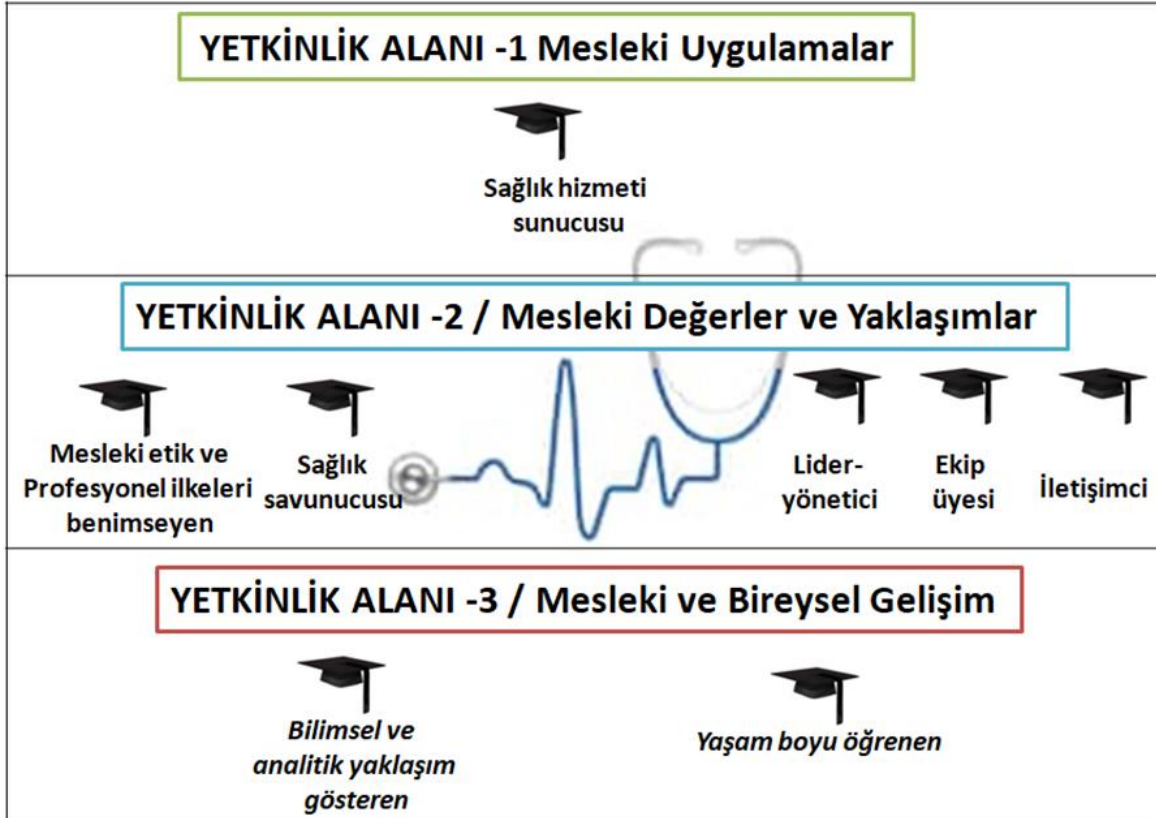 YETKİNLİK ALANI -1 Mesleki Uygulamalar
Sağlık hizmeti
sunucusu
YETKİNLİK ALANI -2 / Mesleki Değerler ve Yaklaşımlar
Mesleki etik ve
Profesyonel ilkeleri
benimseyen
Sağlık
savunucusu
Lider-
yönetici
Ekip
üyesi
İletişimci
YETKİNLİK ALANI -3 / Mesleki ve Bireysel Gelişim
Bilimsel ve
analitik yaklaşım
gösteren
Yaşam boyu öğrenen